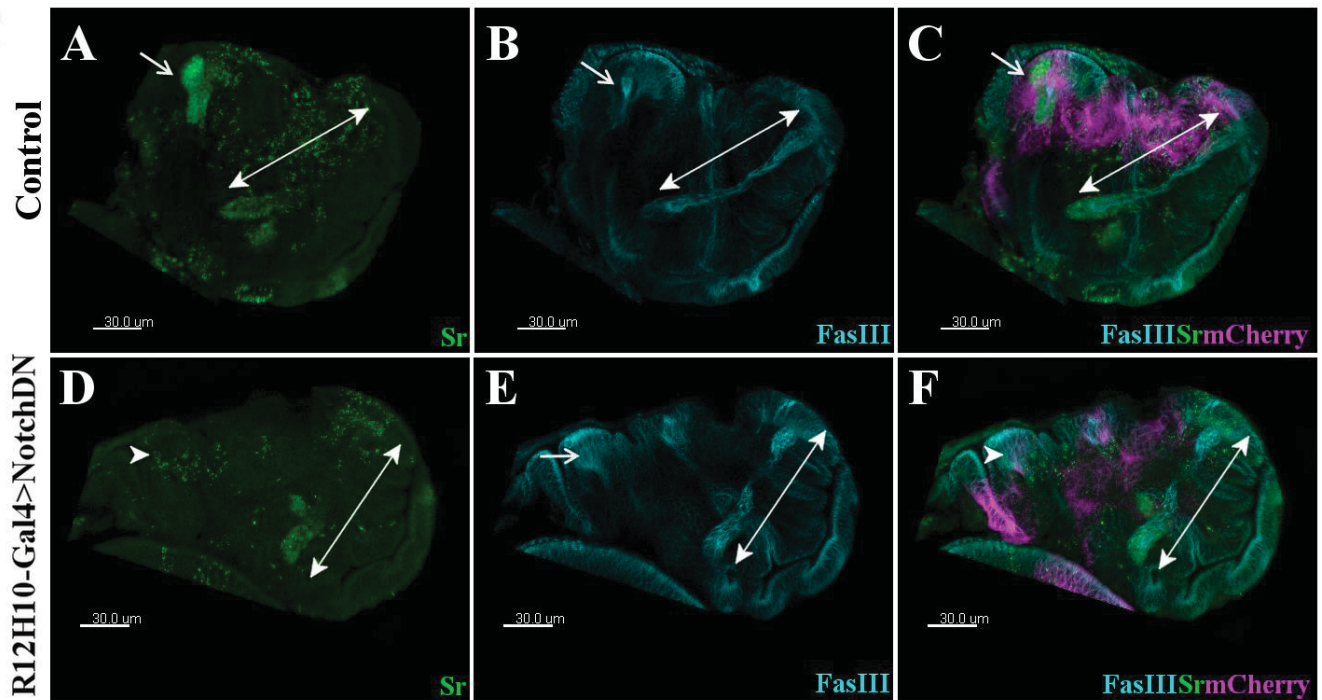 Control
A
30.0 um
Sr
B
30.0 um
FasIII
C
30.0 um
FasIIISrmCherry
R12H10-Gal4>NotchDN
D
30.0 um
Sr
E
30.0 um
FasIII
F
30.0 um
FasIIISrmCherry